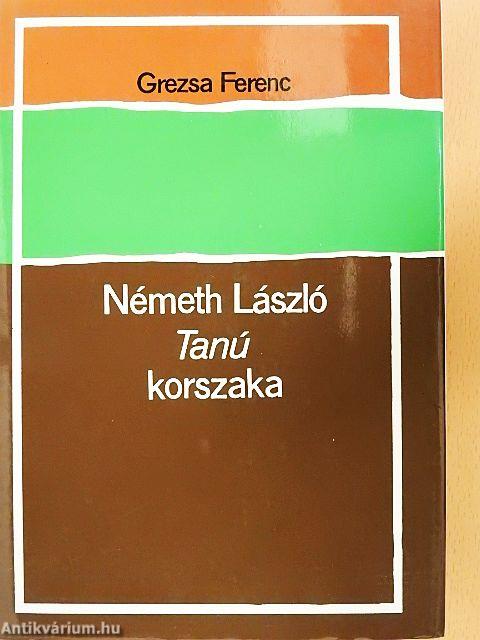 Grezsa Ferenc
Németh László
Tanú
korszaka
Antikvárium.hu